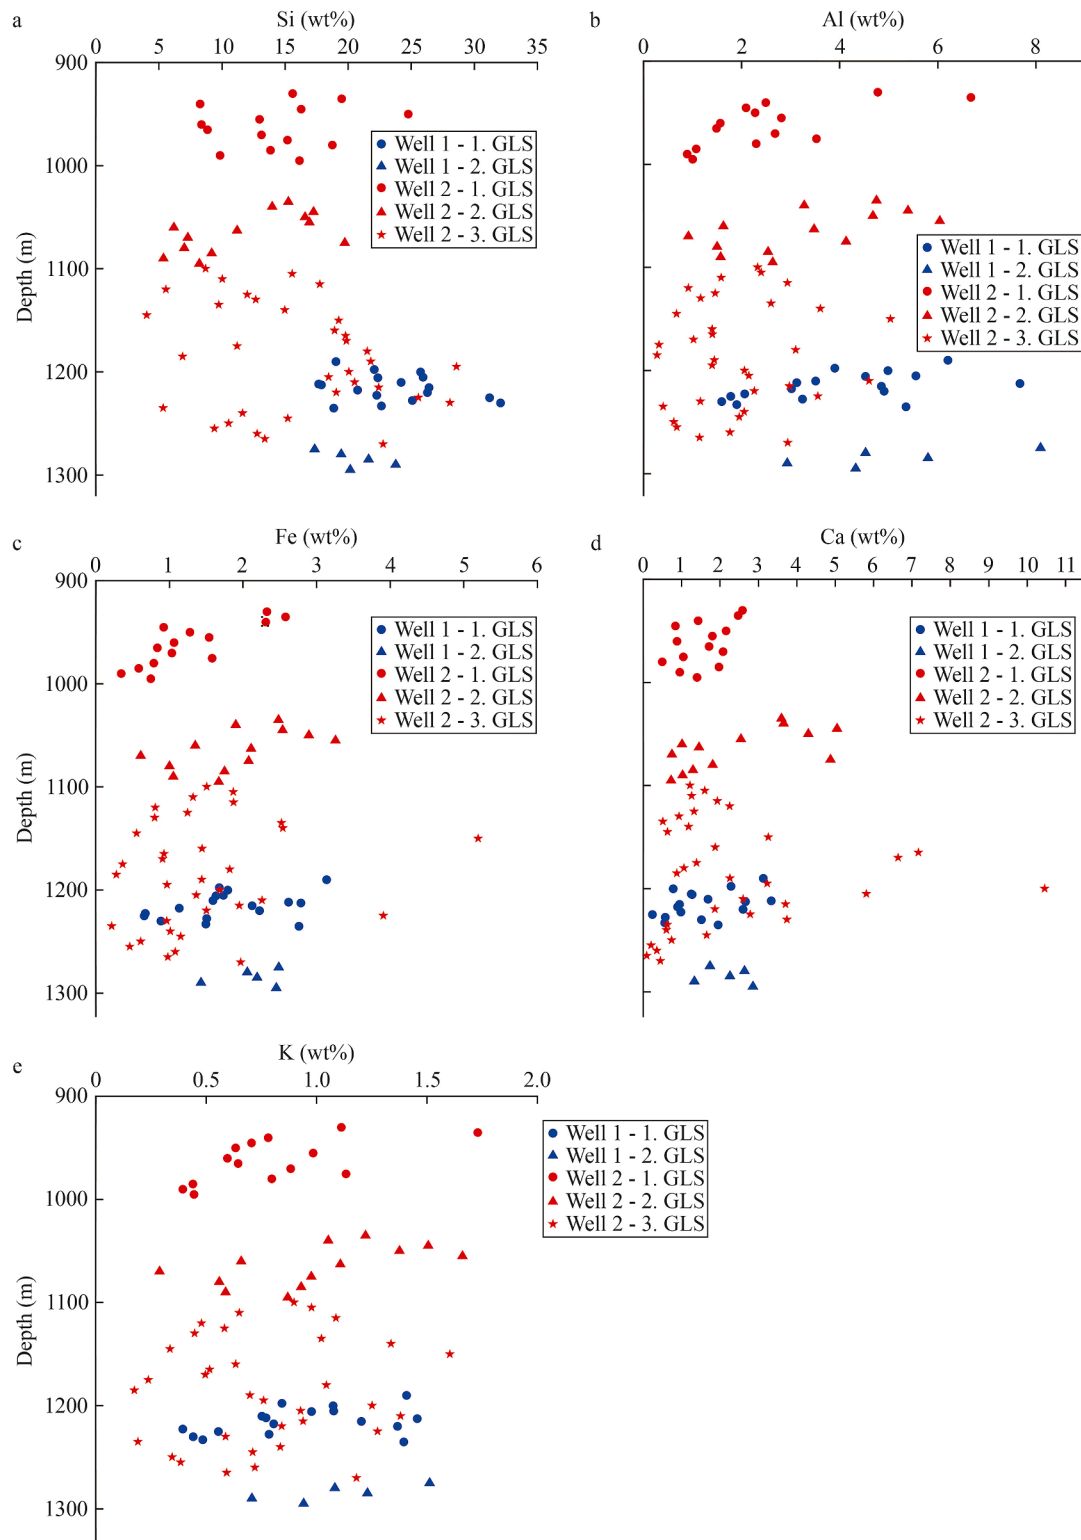 a
Si (wt%)
0 5 10 15 20 25 30 35
900
1000
1100
1200
1300
Depth (m)
Well 1 - 1. GLS
Well 1 - 2. GLS
Well 2 - 1. GLS
Well 2 - 2. GLS
Well 2 - 3. GLS
b
Al (wt%)
0 2 4 6 8
Well 1 - 1. GLS
Well 1 - 2. GLS
Well 2 - 1. GLS
Well 2 - 2. GLS
Well 2 - 3. GLS
c
Fe (wt%)
0 1 2 3 4 5 6
900
1000
1100
1200
1300
Depth (m)
Well 1 - 1. GLS
Well 1 - 2. GLS
Well 2 - 1. GLS
Well 2 - 2. GLS
Well 2 - 3. GLS
d
Ca (wt%)
0 1 2 3 4 5 6 7 8 9 10 11
Well 1 - 1. GLS
Well 1 - 2. GLS
Well 2 - 1. GLS
Well 2 - 2. GLS
Well 2 - 3. GLS
e
K (wt%)
0 0.5 1.0 1.5 2.0
900
1000
1100
1200
1300
Depth (m)
Well 1 - 1. GLS
Well 1 - 2. GLS
Well 2 - 1. GLS
Well 2 - 2. GLS
Well 2 - 3. GLS